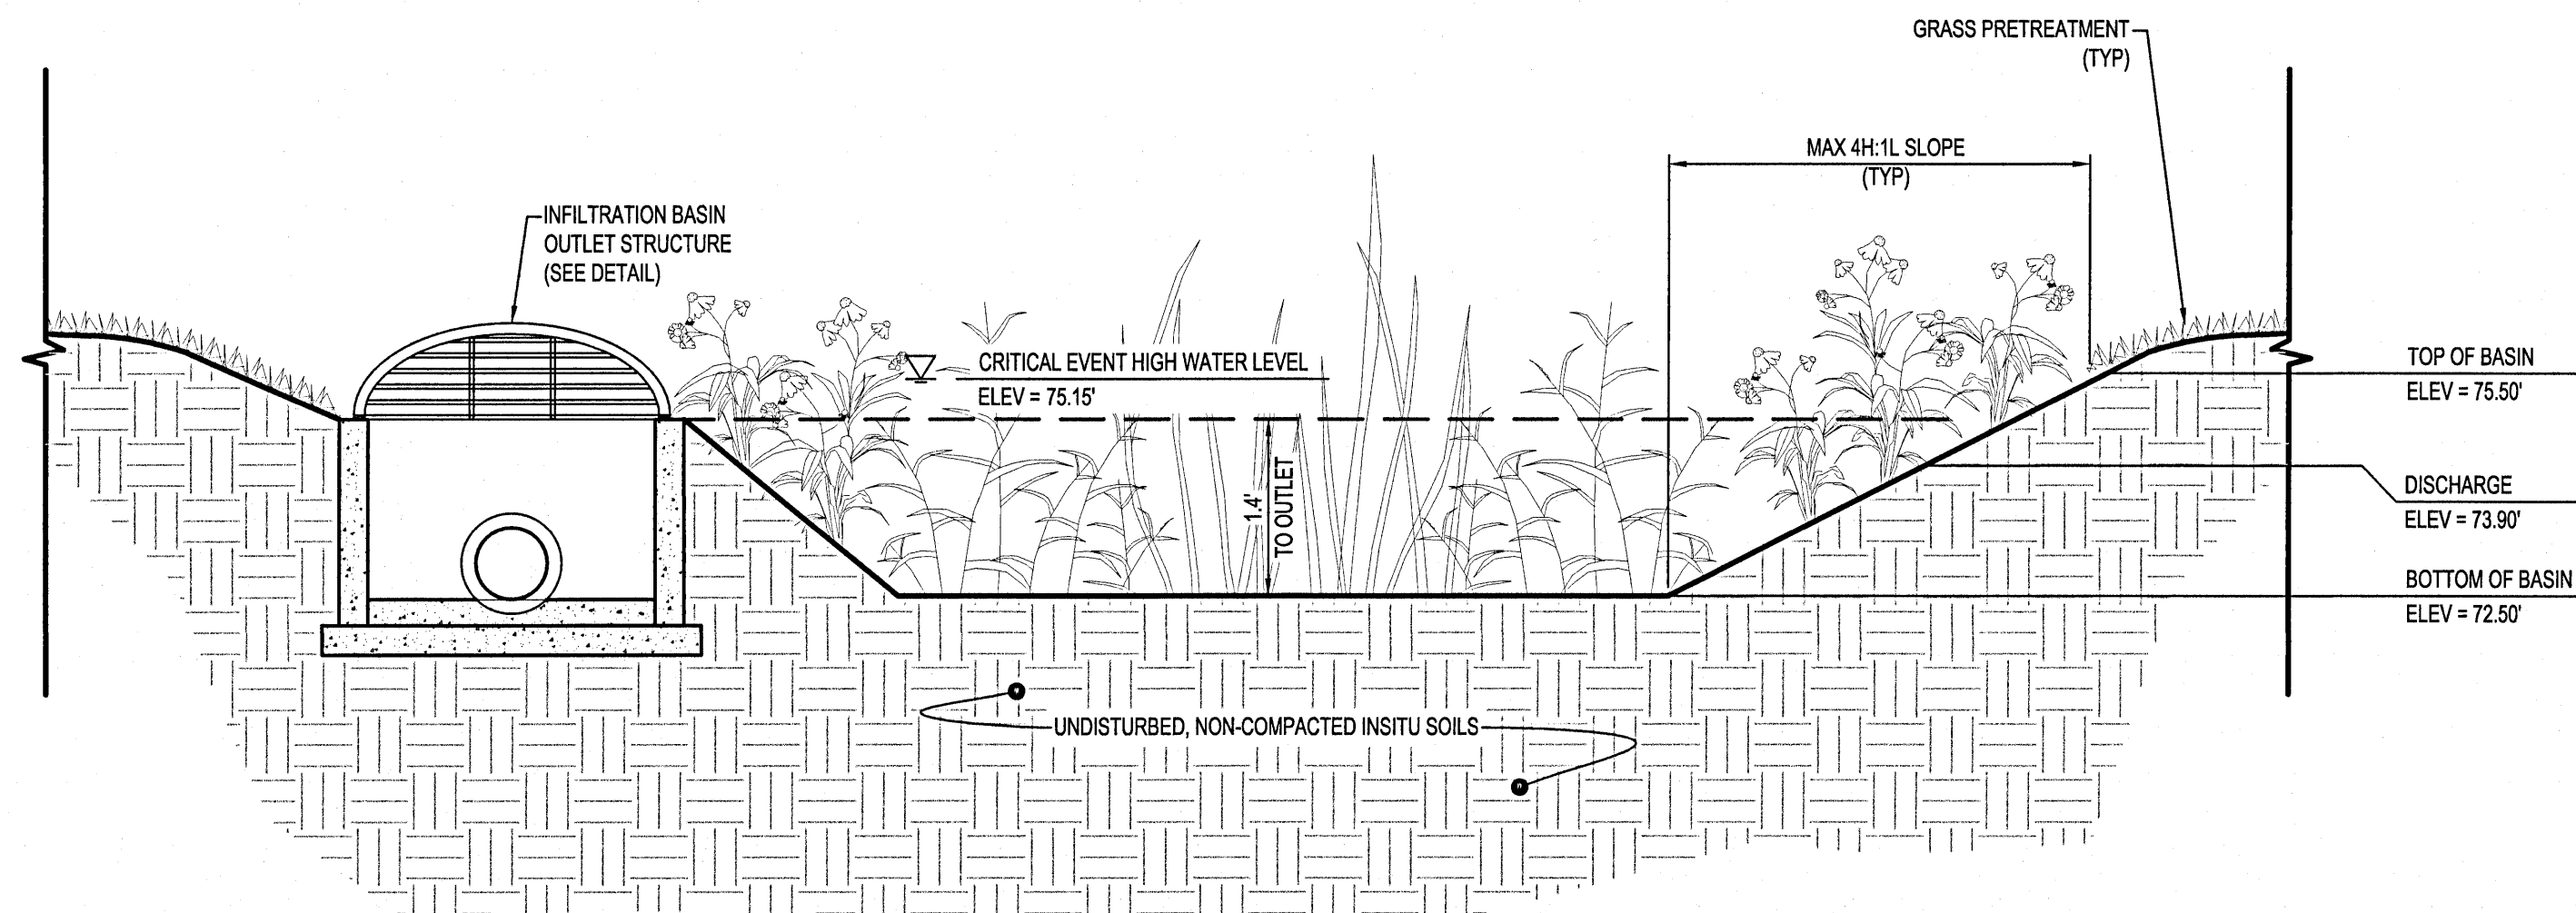 GRASS PRETREATMENT
(TYP)
MAX 4H:1L SLOPE
(TYP)
INFILTRATION BASIN
OUTLET STRUCTURE
(SEE DETAIL)
CRITICAL EVENT HIGH WATER LEVEL
ELEV = 75.15'
TOP OF BASIN
ELEV = 75.50'
1.4'
TO OUTLET
DISCHARGE
ELEV = 73.90'
BOTTOM OF BASIN
ELEV = 72.50'
UNDISTURBED, NON-COMPACTED INSITU SOILS